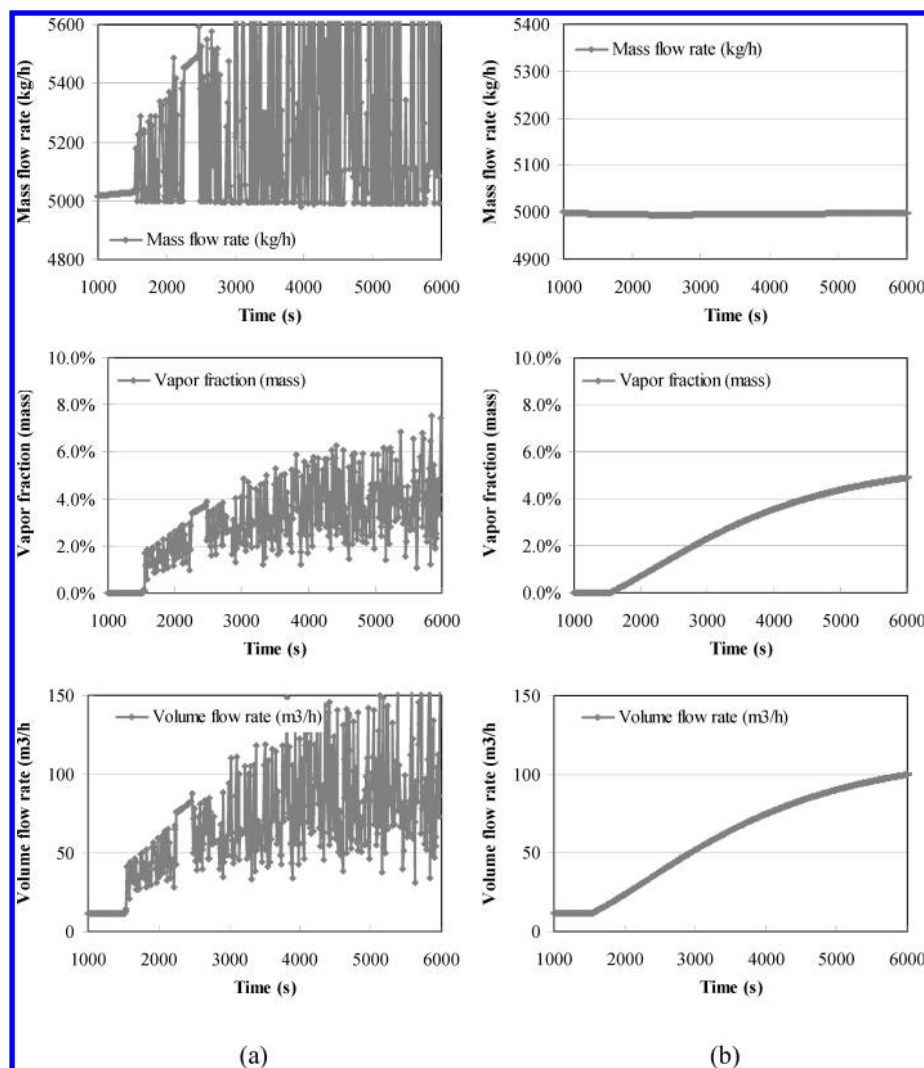 5600
5400
5200
5000
4800
Mass flow rate (kg/h)
Mass flow rate (kg/h)
1000 2000 3000 4000 5000 6000
Time (s)
5400
5300
5200
5100
5000
4900
Mass flow rate (kg/h)
Mass flow rate (kg/h)
1000 2000 3000 4000 5000 6000
Time (s)
10.0%
8.0%
6.0%
4.0%
2.0%
0.0%
Vapor fraction (mass)
Vapor fraction (mass)
1000 2000 3000 4000 5000 6000
Time (s)
10.0%
8.0%
6.0%
4.0%
2.0%
0.0%
Vapor fraction (mass)
Vapor fraction (mass)
1000 2000 3000 4000 5000 6000
Time (s)
150
100
50
0
Volume flow rate (m3/h
Volume flow rate (m3/h)
1000 2000 3000 4000 5000 6000
Time (s)
150
100
50
0
Volume flow rate (m3/h
Volume flow rate (m3/h)
1000 2000 3000 4000 5000 6000
Time (s)
(a)
(b)